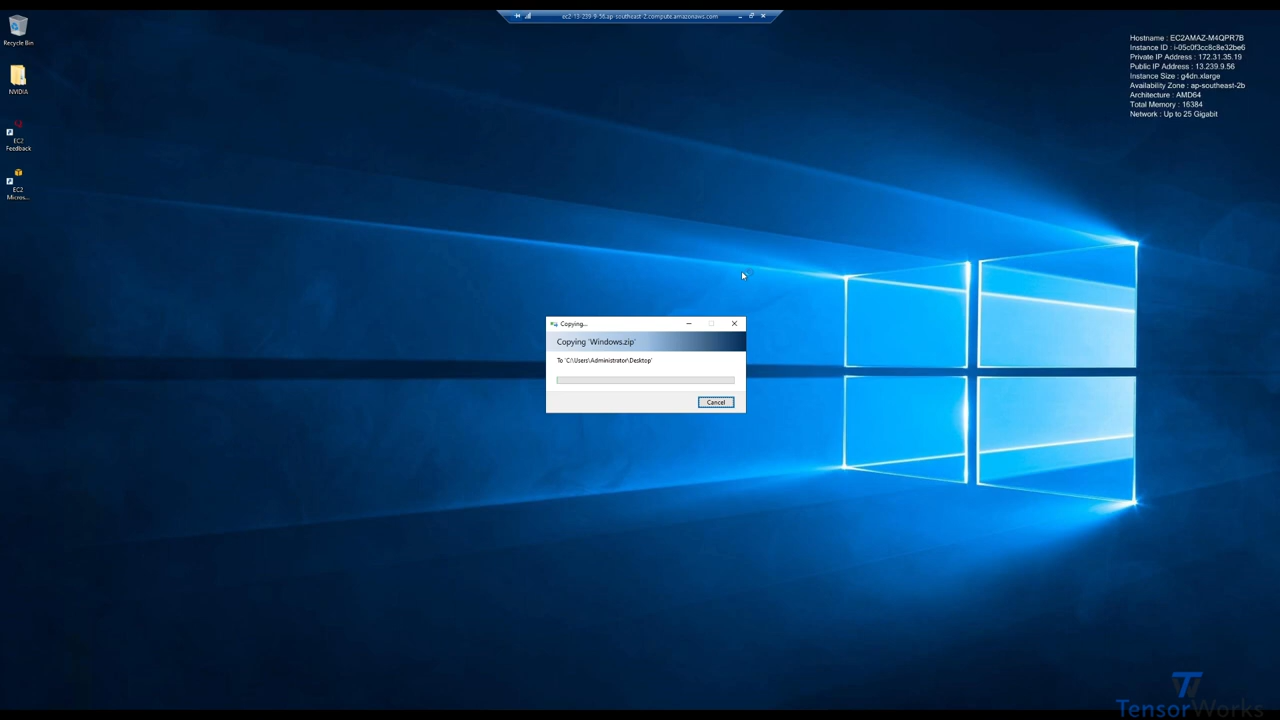 ec2-13-239-9-56.ap-southeast-2.compute.amazonaws.com
Recycle Bin
NVIDIA
EC2
Feedback
EC2
Micros...
Hostname : EC2AMAZ-M4QPR7B
Instance ID : i-05c0f3cc8c8e32be6
Private IP Address : 172.31.35.19
Public IP Address : 13.239.9.56
Instance Size : g4dn.xlarge
Availability Zone : ap-southeast-2b
Architecture : AMD64
Total Memory : 16384
Network : Up to 25 Gigabit
Copying...
Copying 'Windows.zip'
To 'C:\Users\Administrator\Desktop'
Cancel
TensorWorks